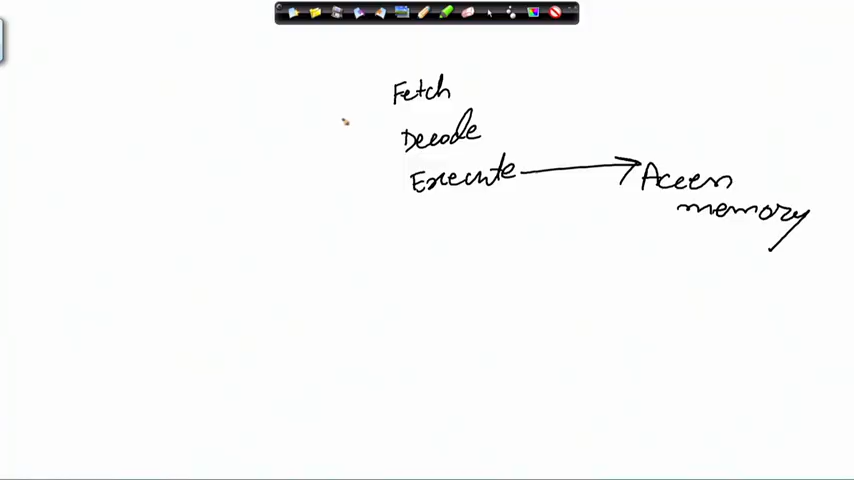 Fetch
Decode
Execute → Access
memory